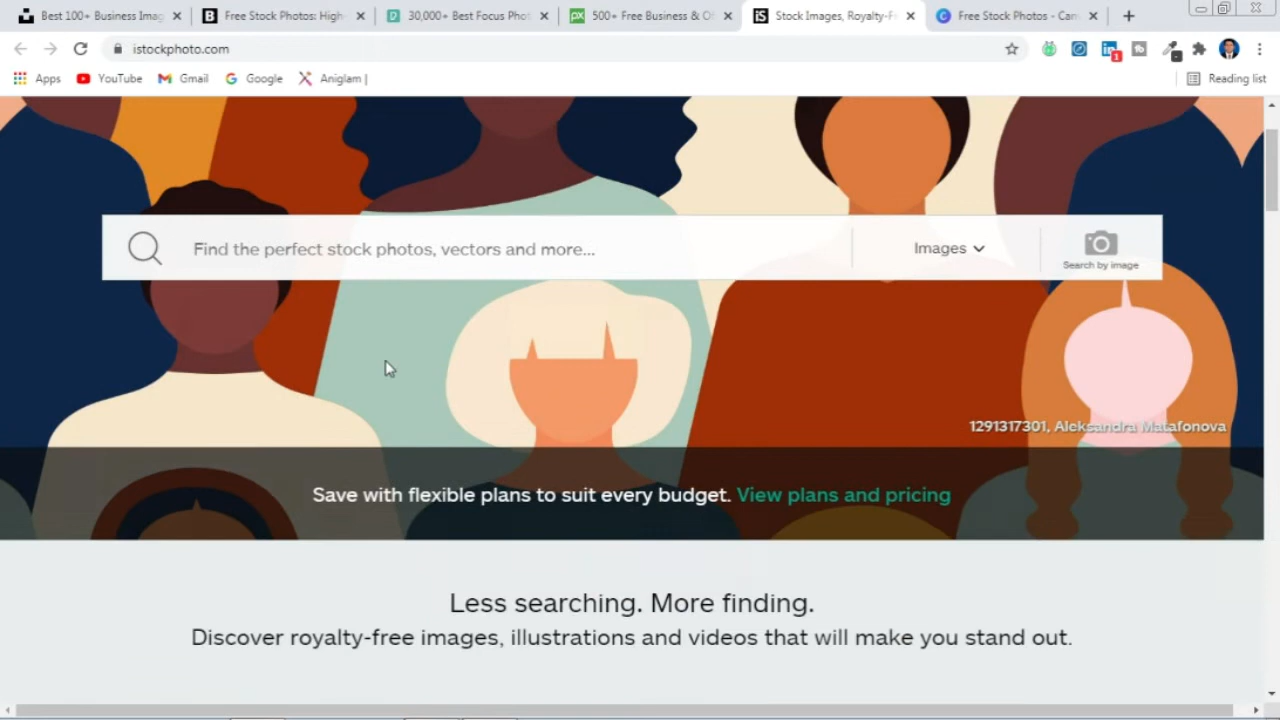 Best 100+ Business Imag
Free Stock Photos: High-
30,000+ Best Focus Phot
500+ Free Business & Of
Stock Images, Royalty-Fr
Free Stock Photos - Can
istockphoto.com
Apps
YouTube
Gmail
Google
Aniglam |
Reading list
Find the perfect stock photos, vectors and more...
Images
Search by image
1291317301, Aleksandra Matafonova
Save with flexible plans to suit every budget. View plans and pricing
Less searching. More finding.
Discover royalty-free images, illustrations and videos that will make you stand out.